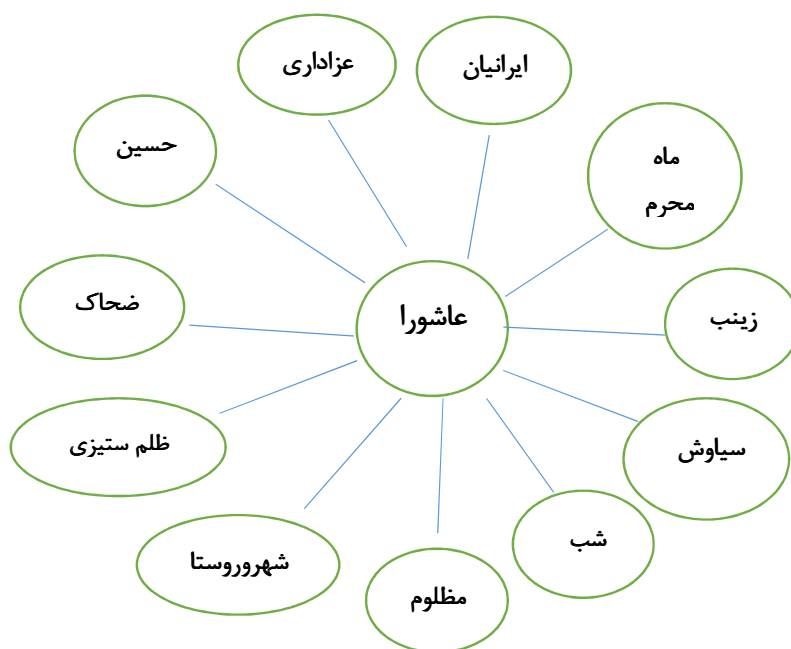 ایرانیان
عزاداری
ماه
محرم
حسین
عاشورا
زینب
ضحاک
سیاوش
ظلم ستیزی
شب
شهروروستا
مظلوم